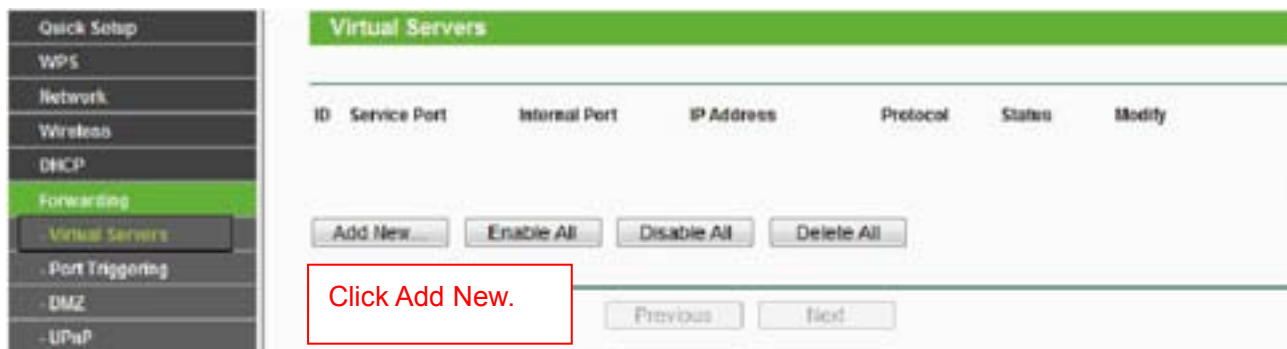 Quick Setup
WPS
Network
Wireless
DHCP
Forwarding
- Virtual Servers
- Port Triggering
- DMZ
- UPnP
Virtual Servers
ID Service Port Internal Port IP Address Protocol Status Modify
Add New... Enable All Disable All Delete All
Click Add New.
Previous Next